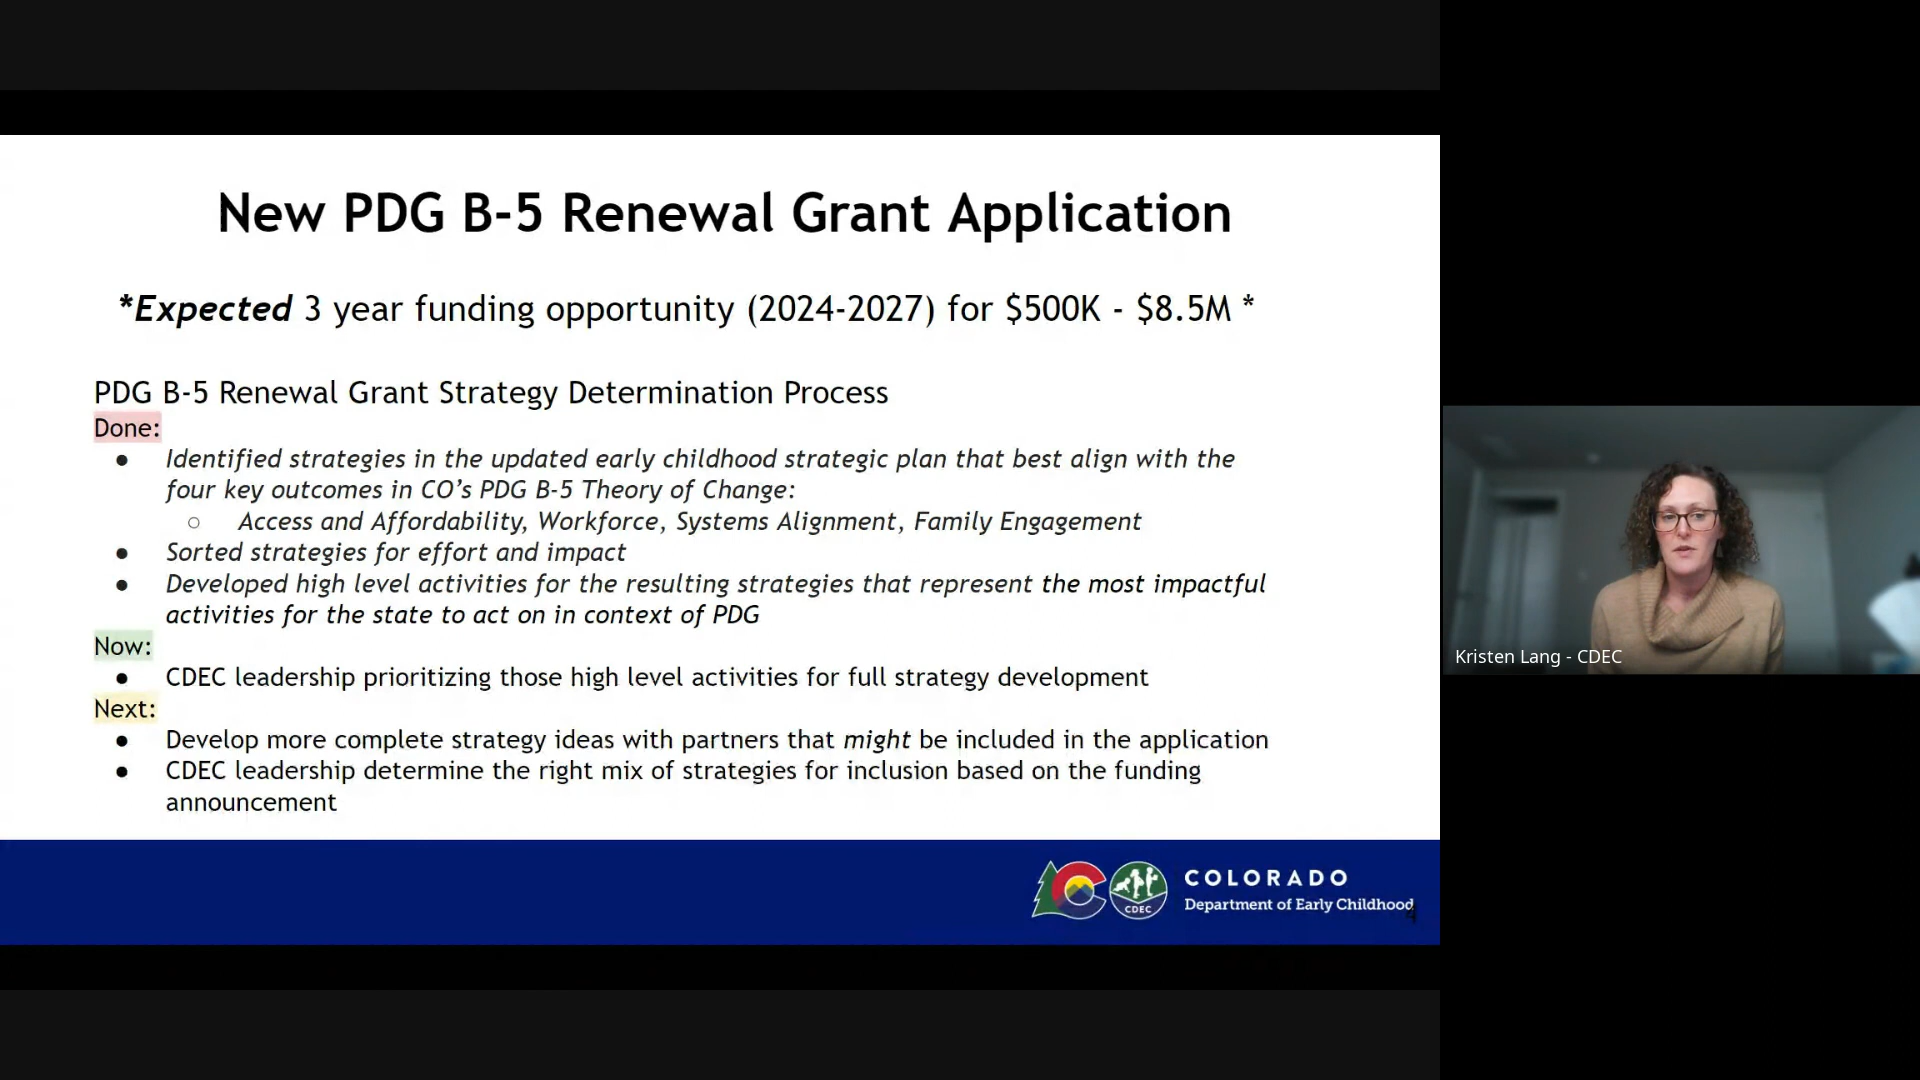 New PDG B-5 Renewal Grant Application
*Expected 3 year funding opportunity (2024-2027) for $500K - $8.5M *
PDG B-5 Renewal Grant Strategy Determination Process
Done:
● Identified strategies in the updated early childhood strategic plan that best align with the
four key outcomes in CO’s PDG B-5 Theory of Change:
○ Access and Affordability, Workforce, Systems Alignment, Family Engagement
● Sorted strategies for effort and impact
● Developed high level activities for the resulting strategies that represent the most impactful
activities for the state to act on in context of PDG
Now:
● CDEC leadership prioritizing those high level activities for full strategy development
Next:
● Develop more complete strategy ideas with partners that might be included in the application
● CDEC leadership determine the right mix of strategies for inclusion based on the funding
announcement
CDEC
COLORADO
Department of Early Childhood
4
Kristen Lang - CDEC